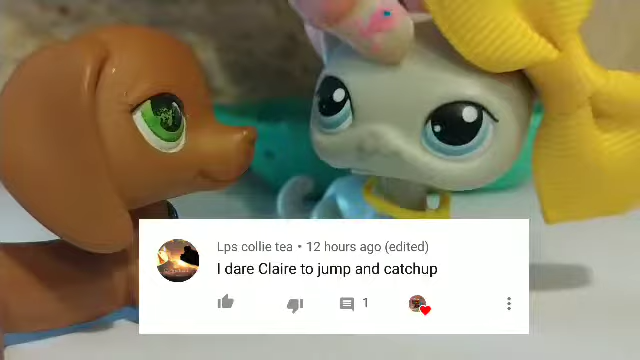 Lps collie tea • 12 hours ago (edited)
I dare Claire to jump and catchup
1